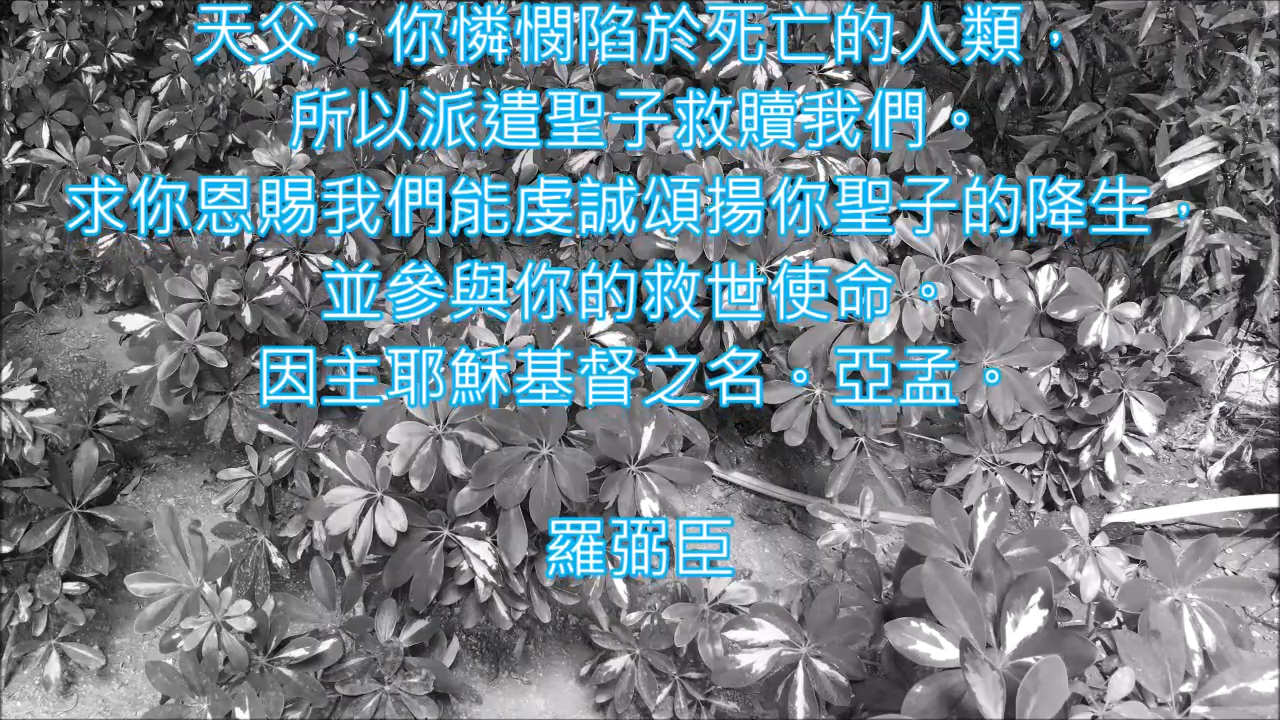 天父，你憐憫陷於死亡的人類，
所以派遣聖子救贖我們。
求你恩賜我們能虔誠頌揚你聖子的降生，
並參與你的救世使命。
因主耶穌基督之名。亞孟。
羅弼臣